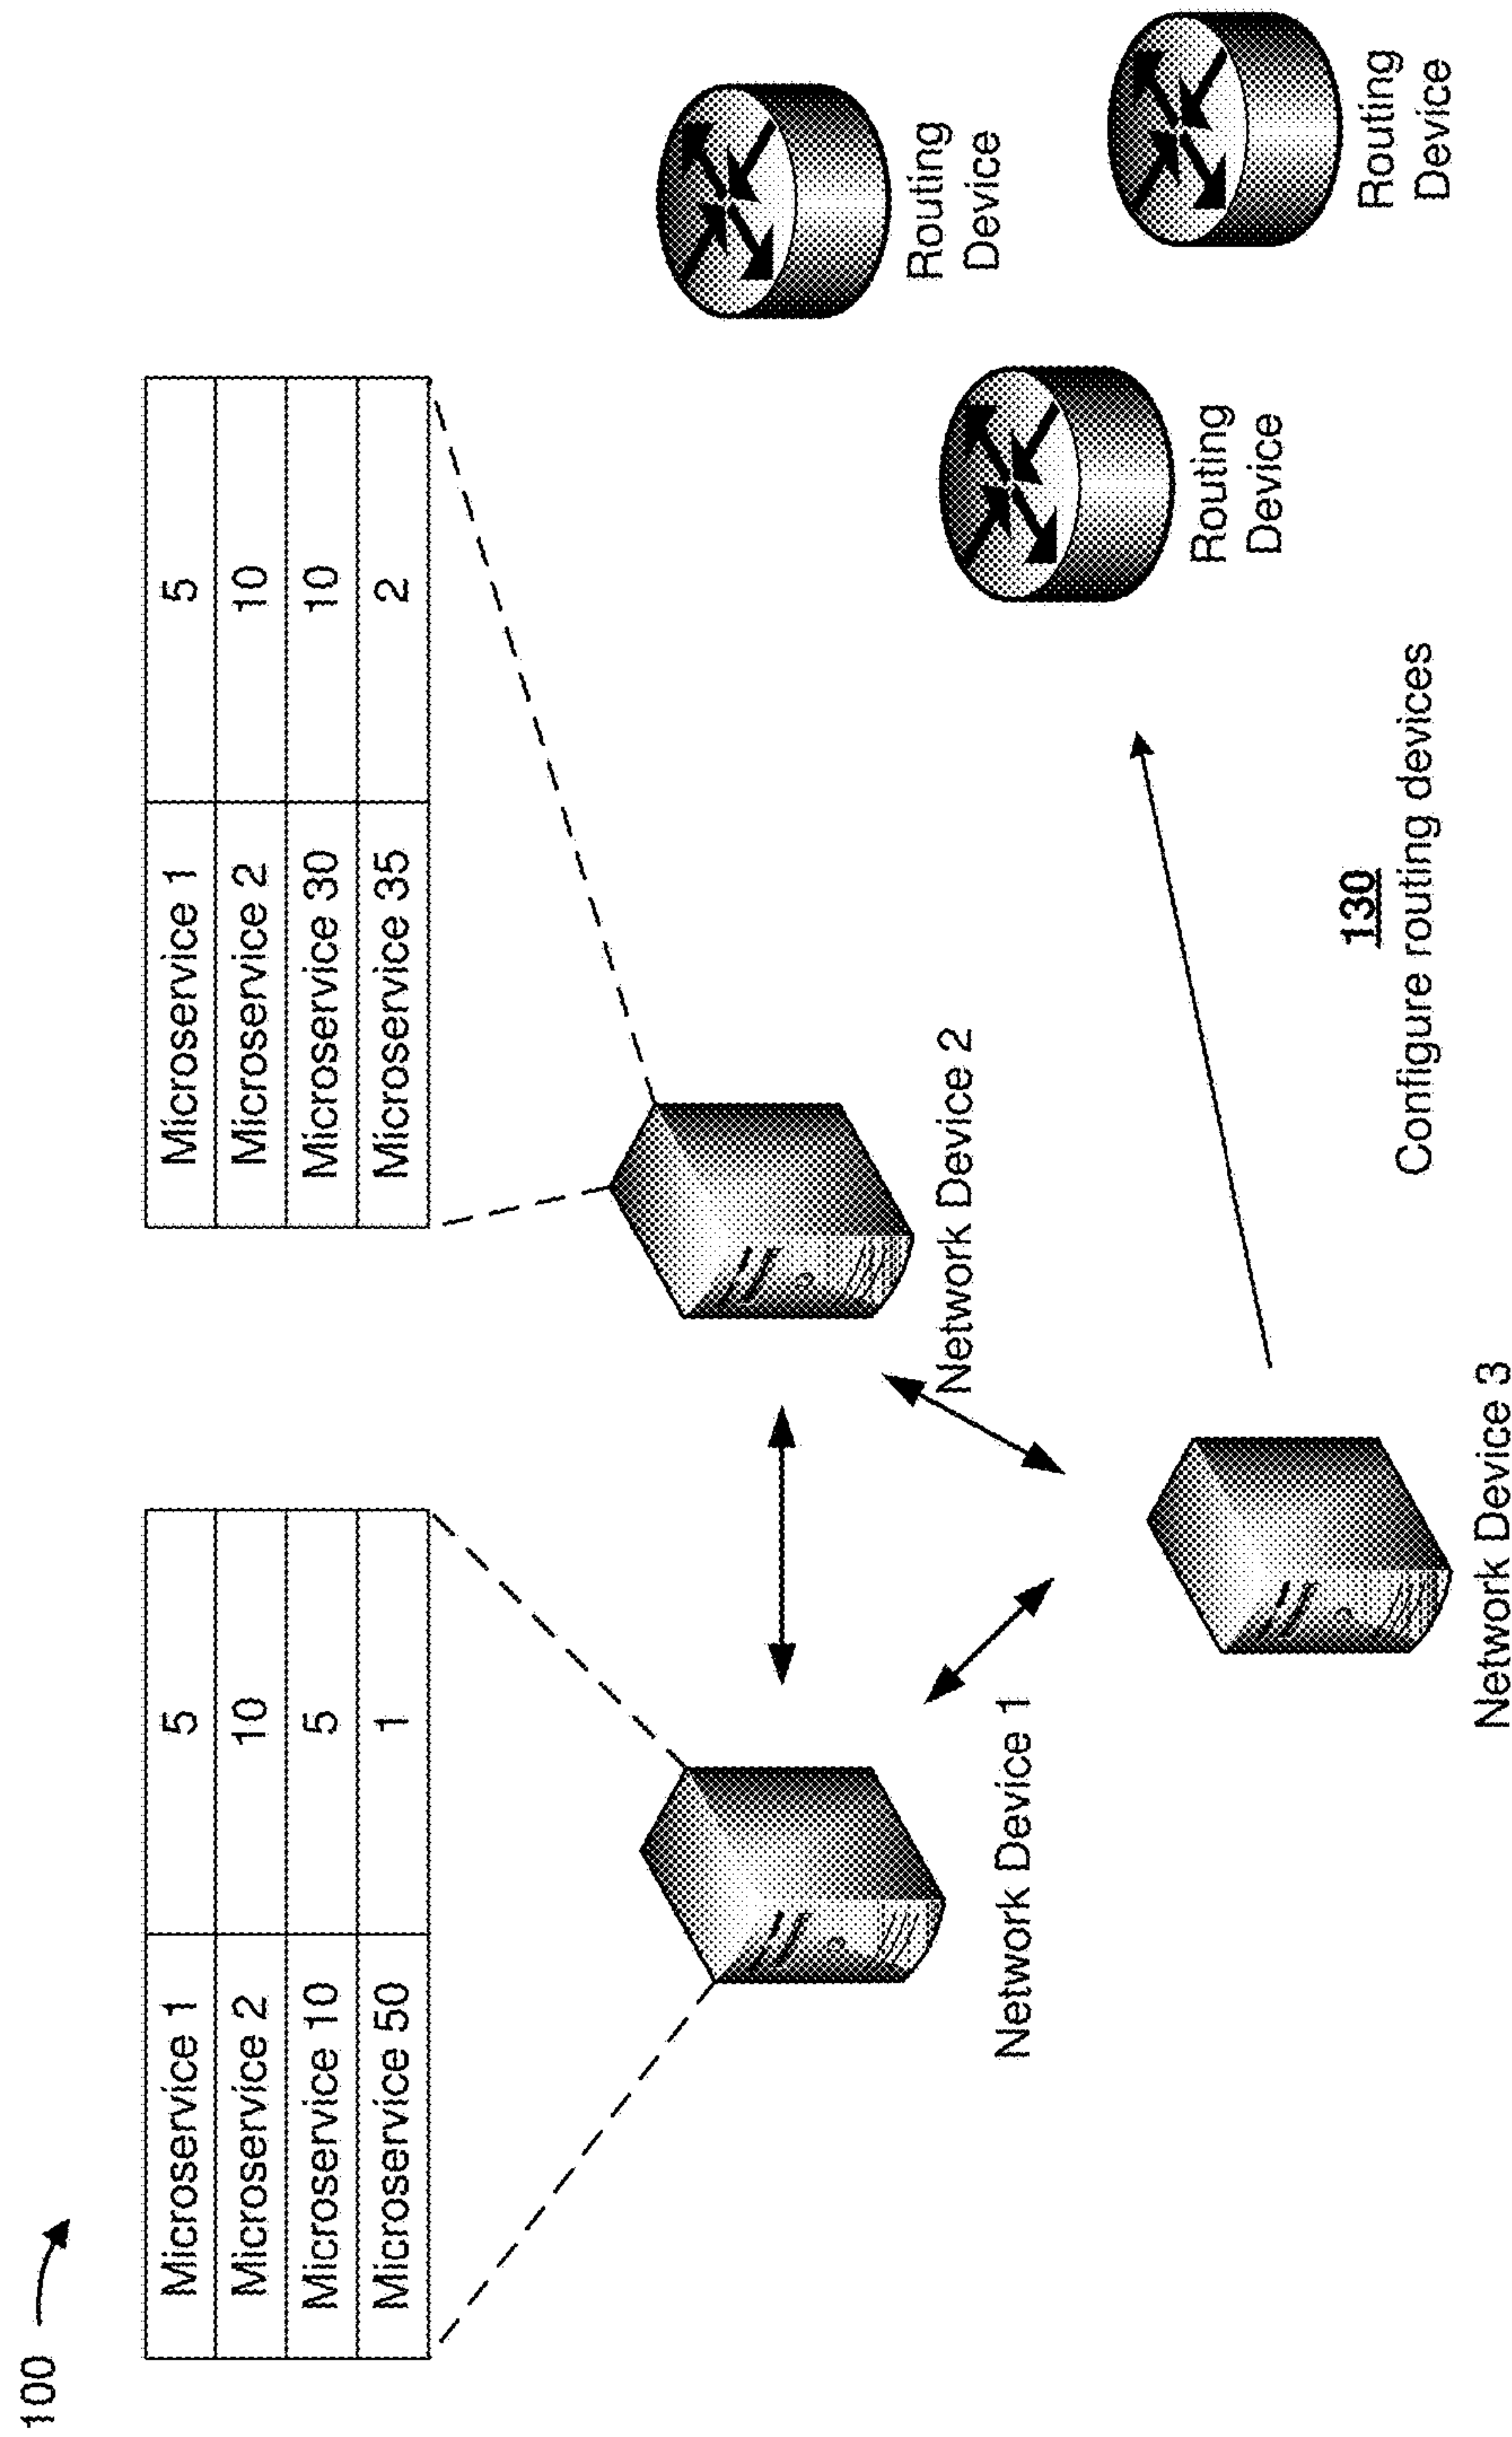 100
Microservice 1 5
Microservice 2 10
Microservice 10 5
Microservice 50 1
Microservice 1 5
Microservice 2 10
Microservice 30 10
Microservice 35 2
Network Device 1
Network Device 2
Network Device 3
130
Configure routing devices
Routing
Device
Routing
Device
Routing
Device